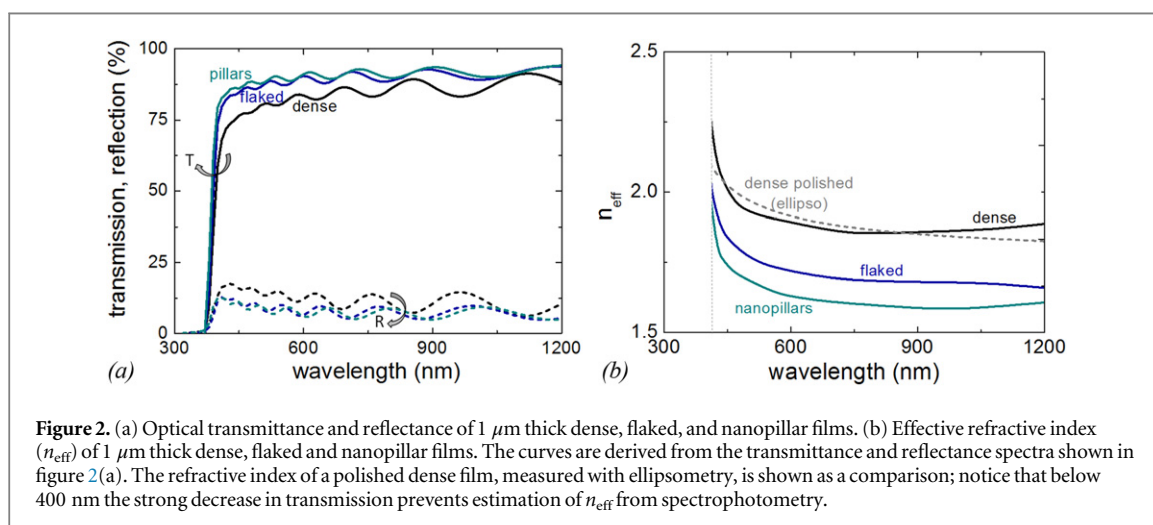 100
75
50
25
0
transmission, reflection (%)
pillars
flaked
dense
T
R
300 600 900 1200
(a) wavelength (nm)
2.5
2.0
1.5
n_eff
dense polished
(ellipso)
dense
flaked
nanopillars
300 600 900 1200
(b) wavelength (nm)
Figure 2. (a) Optical transmittance and reflectance of 1 μm thick dense, flaked, and nanopillar films. (b) Effective refractive index
(n_eff) of 1 μm thick dense, flaked and nanopillar films. The curves are derived from the transmittance and reflectance spectra shown in
figure 2(a). The refractive index of a polished dense film, measured with ellipsometry, is shown as a comparison; notice that below
400 nm the strong decrease in transmission prevents estimation of n_eff from spectrophotometry.